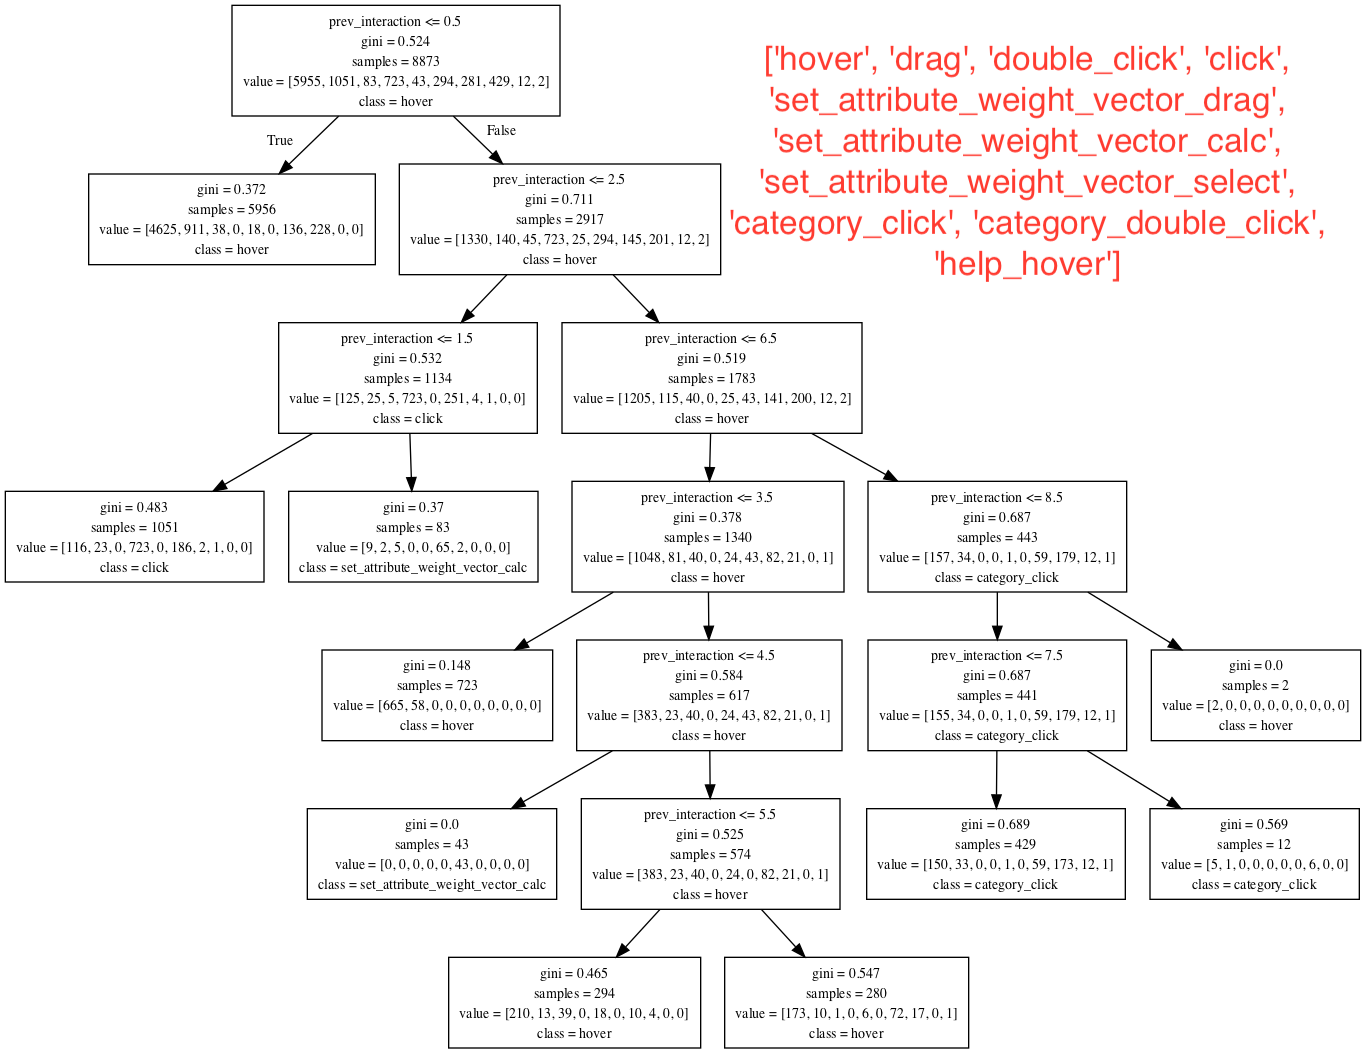 prev_interaction <= 0.5
gini = 0.524
samples = 8873
value = [5955, 1051, 83, 723, 43, 294, 281, 429, 12, 2]
class = hover
['hover', 'drag', 'double_click', 'click',
'set_attribute_weight_vector_drag',
'set_attribute_weight_vector_calc',
'set_attribute_weight_vector_select',
'category_click', 'category_double_click',
'help_hover']
True
False
gini = 0.372
samples = 5956
value = [4625, 911, 38, 0, 18, 0, 136, 228, 0, 0]
class = hover
prev_interaction <= 2.5
gini = 0.711
samples = 2917
value = [1330, 140, 45, 723, 25, 294, 145, 201, 12, 2]
class = hover
prev_interaction <= 1.5
gini = 0.532
samples = 1134
value = [125, 25, 5, 723, 0, 251, 4, 1, 0, 0]
class = click
prev_interaction <= 6.5
gini = 0.519
samples = 1783
value = [1205, 115, 40, 0, 25, 43, 141, 200, 12, 2]
class = hover
gini = 0.483
samples = 1051
value = [116, 23, 0, 723, 0, 186, 2, 1, 0, 0]
class = click
gini = 0.37
samples = 83
value = [9, 2, 5, 0, 0, 65, 2, 0, 0, 0]
class = set_attribute_weight_vector_calc
prev_interaction <= 3.5
gini = 0.378
samples = 1340
value = [1048, 81, 40, 0, 24, 43, 82, 21, 0, 1]
class = hover
prev_interaction <= 8.5
gini = 0.687
samples = 443
value = [157, 34, 0, 0, 1, 0, 59, 179, 12, 1]
class = category_click
gini = 0.148
samples = 723
value = [665, 58, 0, 0, 0, 0, 0, 0, 0, 0]
class = hover
prev_interaction <= 4.5
gini = 0.584
samples = 617
value = [383, 23, 40, 0, 24, 43, 82, 21, 0, 1]
class = hover
prev_interaction <= 7.5
gini = 0.687
samples = 441
value = [155, 34, 0, 0, 1, 0, 59, 179, 12, 1]
class = category_click
gini = 0.0
samples = 2
value = [2, 0, 0, 0, 0, 0, 0, 0, 0, 0]
class = hover
gini = 0.0
samples = 43
value = [0, 0, 0, 0, 0, 43, 0, 0, 0, 0]
class = set_attribute_weight_vector_calc
prev_interaction <= 5.5
gini = 0.525
samples = 574
value = [383, 23, 40, 0, 24, 0, 82, 21, 0, 1]
class = hover
gini = 0.689
samples = 429
value = [150, 33, 0, 0, 1, 0, 59, 173, 12, 1]
class = category_click
gini = 0.569
samples = 12
value = [5, 1, 0, 0, 0, 0, 0, 6, 0, 0]
class = category_click
gini = 0.465
samples = 294
value = [210, 13, 39, 0, 18, 0, 10, 4, 0, 0]
class = hover
gini = 0.547
samples = 280
value = [173, 10, 1, 0, 6, 0, 72, 17, 0, 1]
class = hover